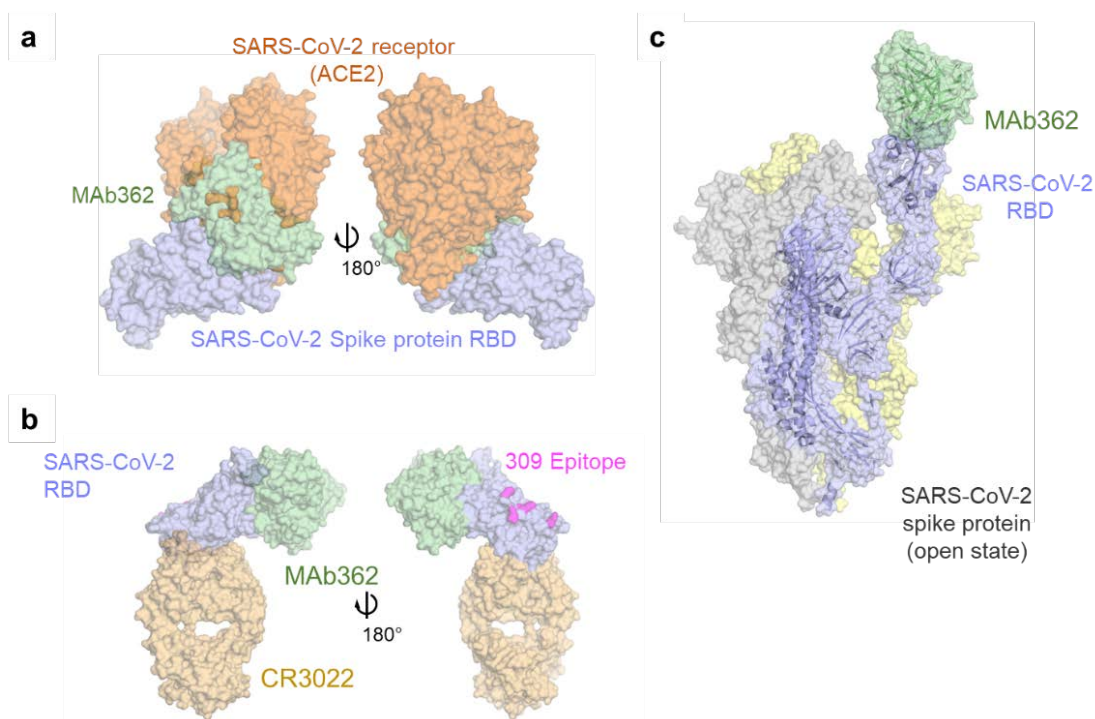 a
SARS-CoV-2 receptor
(ACE2)
MAb362
180°
SARS-CoV-2 Spike protein RBD
b
SARS-CoV-2
RBD
309 Epitope
MAb362
180°
CR3022
c
MAb362
SARS-CoV-2
RBD
SARS-CoV-2
spike protein
(open state)